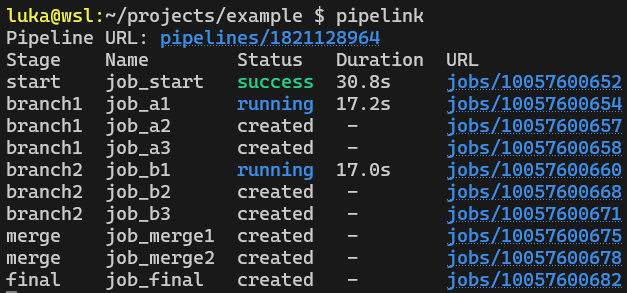 luka@wsl:~/projects/example $ pipelink
Pipeline URL: pipelines/1821128964
Stage Name Status Duration URL
start job_start success 30.8s jobs/10057600652
branch1 job_a1 running 17.2s jobs/10057600654
branch1 job_a2 created - jobs/10057600657
branch1 job_a3 created - jobs/10057600658
branch2 job_b1 running 17.0s jobs/10057600660
branch2 job_b2 created - jobs/10057600668
branch2 job_b3 created - jobs/10057600671
merge job_merge1 created - jobs/10057600675
merge job_merge2 created - jobs/10057600678
final job_final created - jobs/10057600682